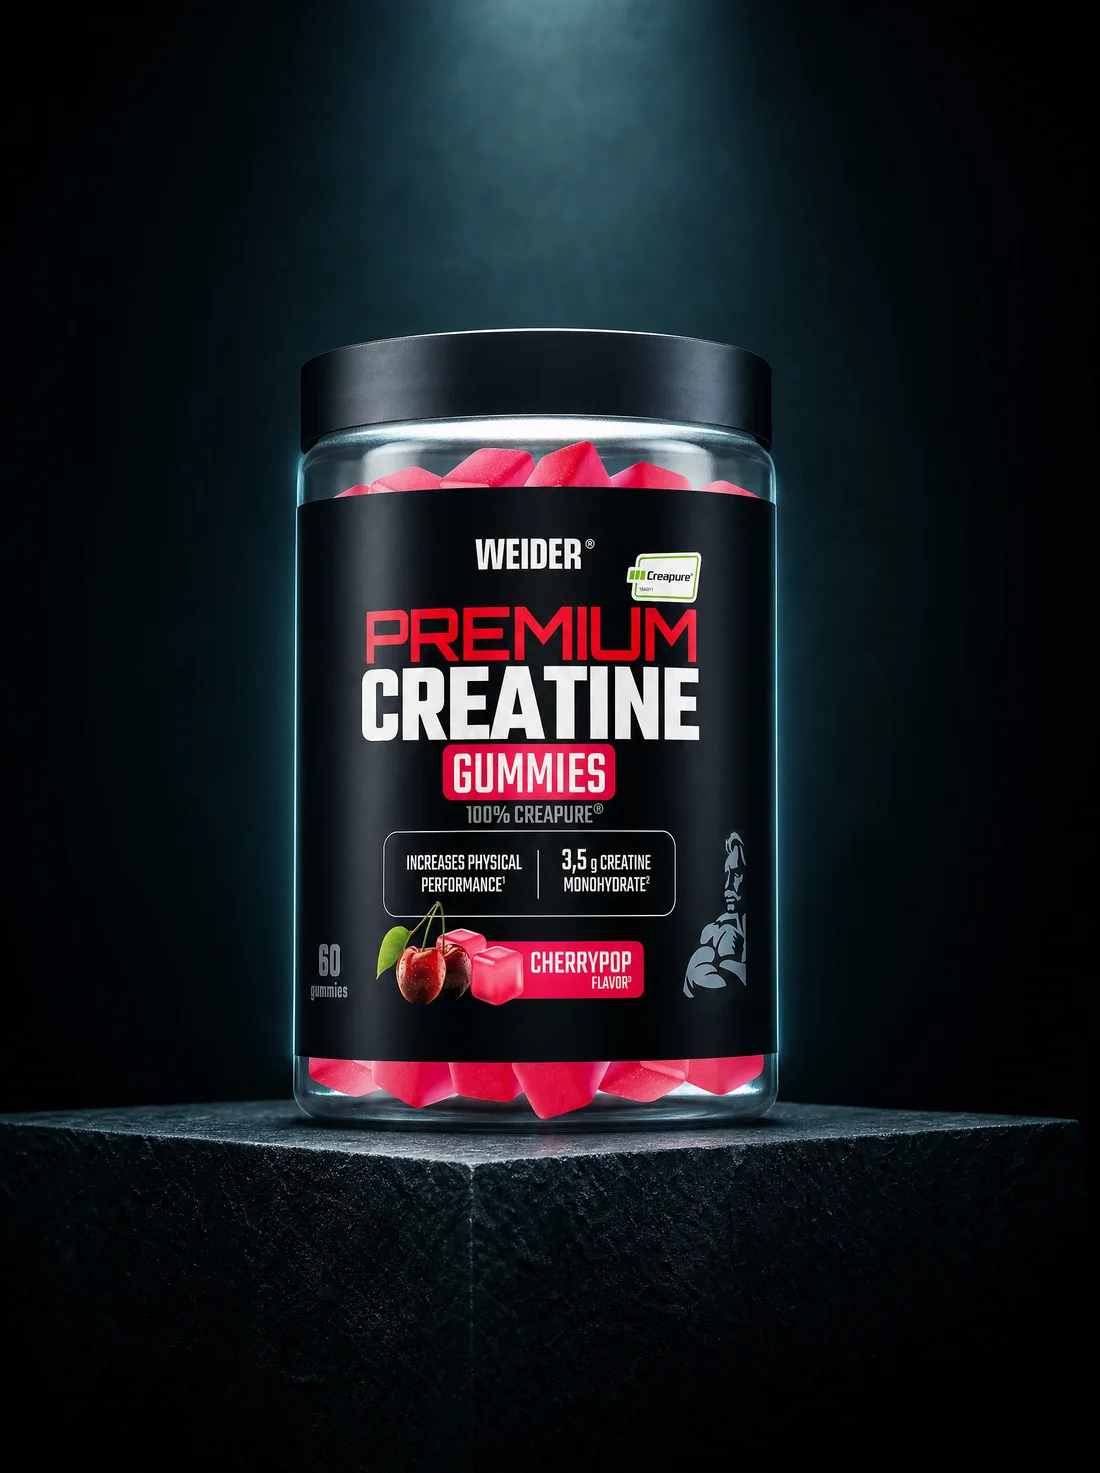 WEIDER®
Creapure®
PREMIUM
CREATINE
GUMMIES
100% CREAPURE®
INCREASES PHYSICAL
PERFORMANCE¹
3,5 g CREATINE
MONOHYDRATE²
60
gummies
CHERRYPOP
FLAVOR³